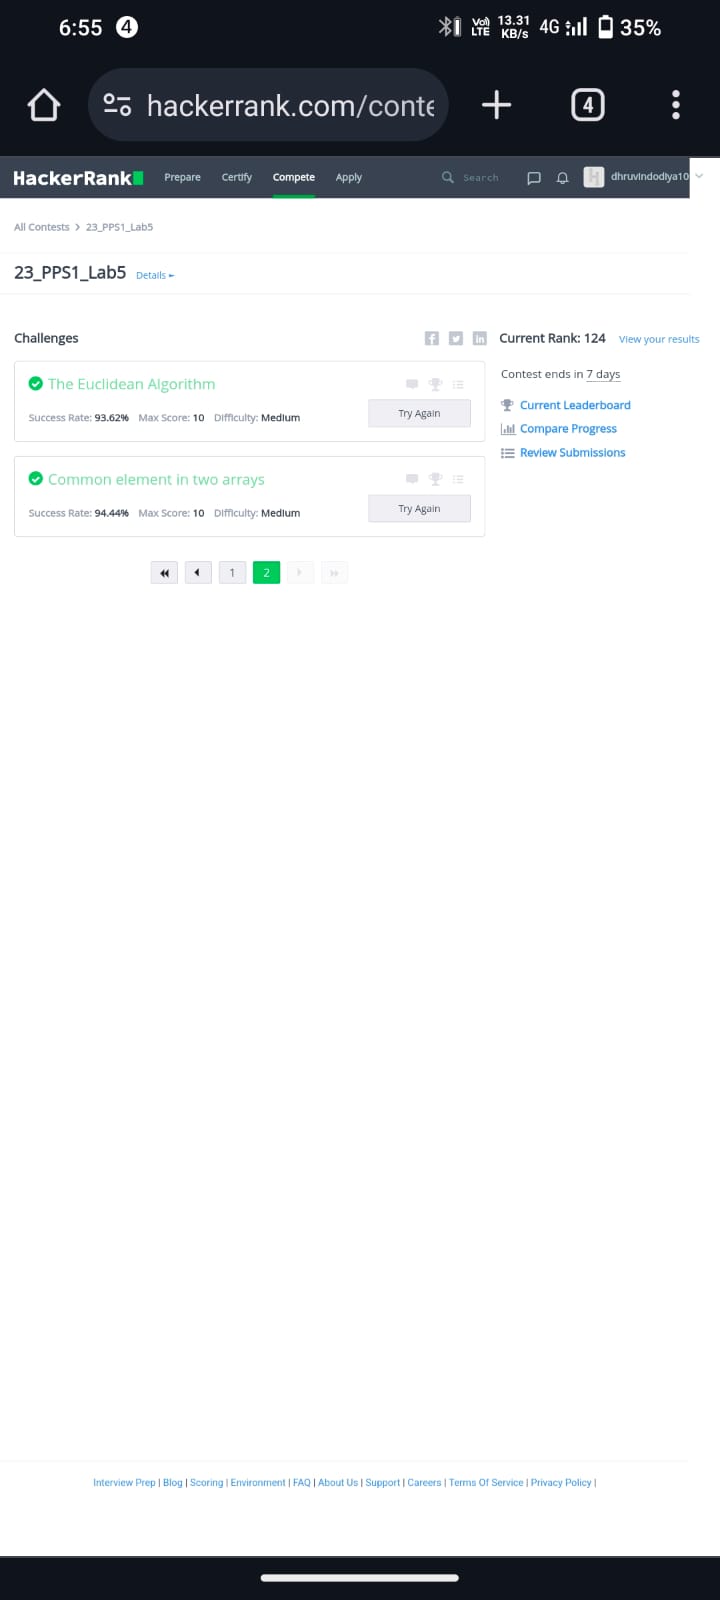 6:55 4 Vo) LTE 13.31 KB/s 4G 35%
hackerrank.com/conte 4
HackerRank Prepare Certify Compete Apply Search H dhruvindodiya10
All Contests > 23_PPS1_Lab5
23_PPS1_Lab5 Details
Challenges f in Current Rank: 124 View your results
Contest ends in 7 days
The Euclidean Algorithm
Success Rate: 93.62% Max Score: 10 Difficulty: Medium Try Again
Current Leaderboard
Compare Progress
Review Submissions
Common element in two arrays
Success Rate: 94.44% Max Score: 10 Difficulty: Medium Try Again
1 2
Interview Prep | Blog | Scoring | Environment | FAQ | About Us | Support | Careers | Terms Of Service | Privacy Policy |